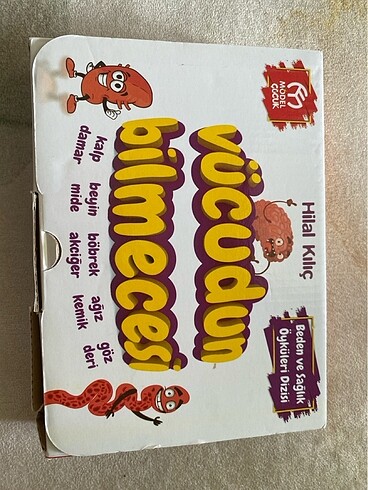 MODEL
ÇOCUK
Hilal Kılıç
Beden ve Sağlık
Öyküleri Dizisi
vücudun
bilmecesi
kalp beyin böbrek ağız göz
damar mide akciğer kemik deri